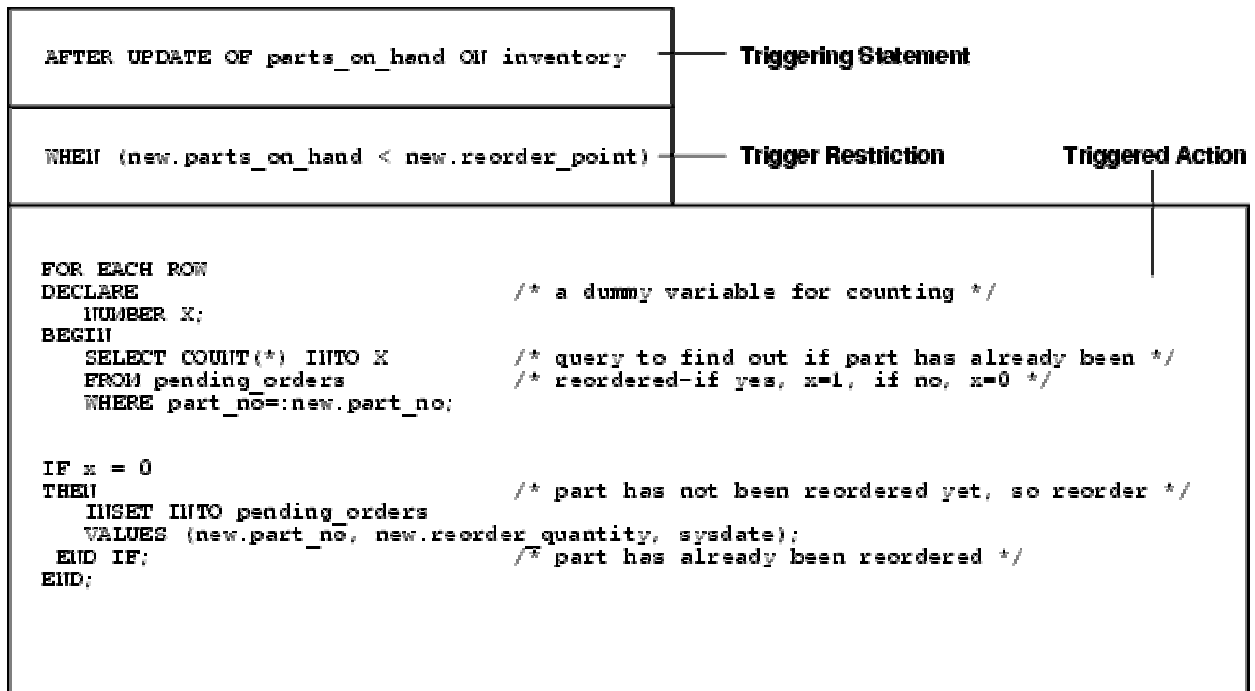 AFTER UPDATE OF parts_on_hand ON inventory
Triggering Statement
WHEN (new.parts_on_hand < new.reorder_point)
Trigger Restriction
Triggered Action
FOR EACH ROW
DECLARE /* a dummy variable for counting */
NUMBER X;
BEGIN
SELECT COUNT(*) INTO X /* query to find out if part has already been */
FROM pending_orders /* reordered-if yes, x=1, if no, x=0 */
WHERE part_no=:new.part_no;
IF x = 0
THEN /* part has not been reordered yet, so reorder */
INSET INTO pending_orders
VALUES (new.part_no, new.reorder_quantity, sysdate);
END IF; /* part has already been reordered */
END;